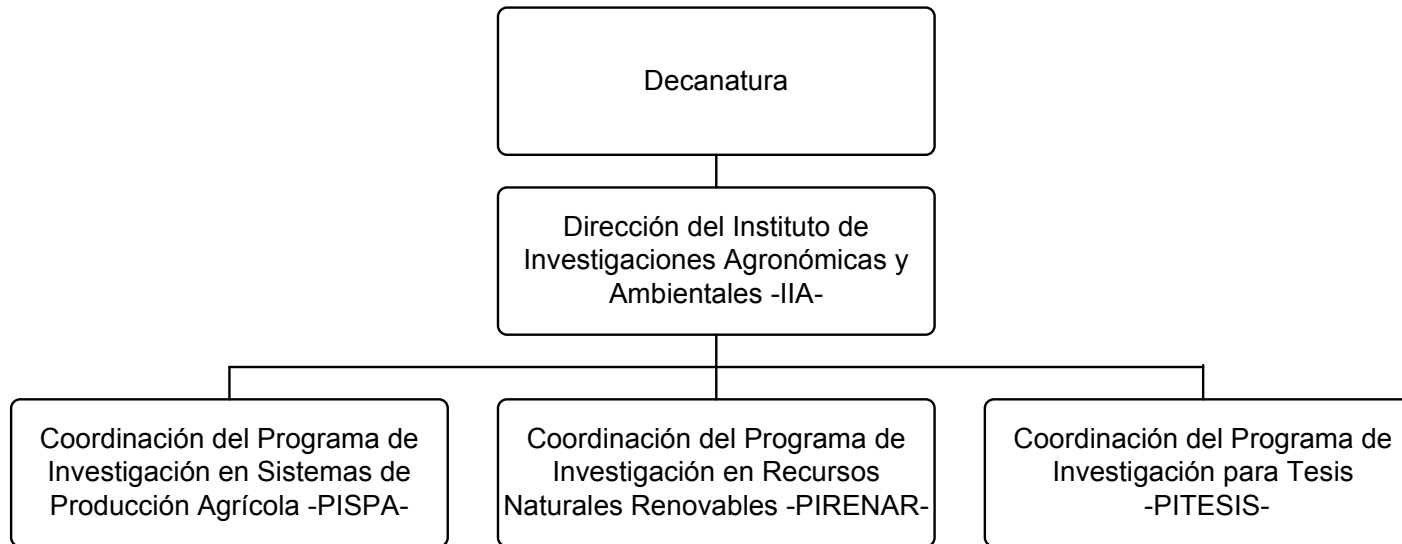 Decanatura
Dirección del Instituto de
Investigaciones Agronómicas y
Ambientales -IIA-
Coordinación del Programa de
Investigación en Sistemas de
Producción Agrícola -PISPA-
Coordinación del Programa de
Investigación en Recursos
Naturales Renovables -PIRENAR-
Coordinación del Programa de
Investigación para Tesis
-PITESIS-